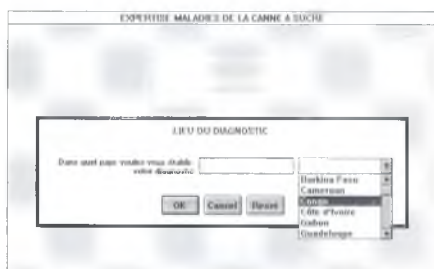 EXPERTISE MALADIES DE LA CANNE A SUCRE
LIEU DU DIAGNOSTIC
Dans quel pays voulez vous établir
votre diagnostic
Burkina Faso
Cameroun
Congo
Côte d'Ivoire
Gabon
Guadeloupe
OK
Cancel
Reset